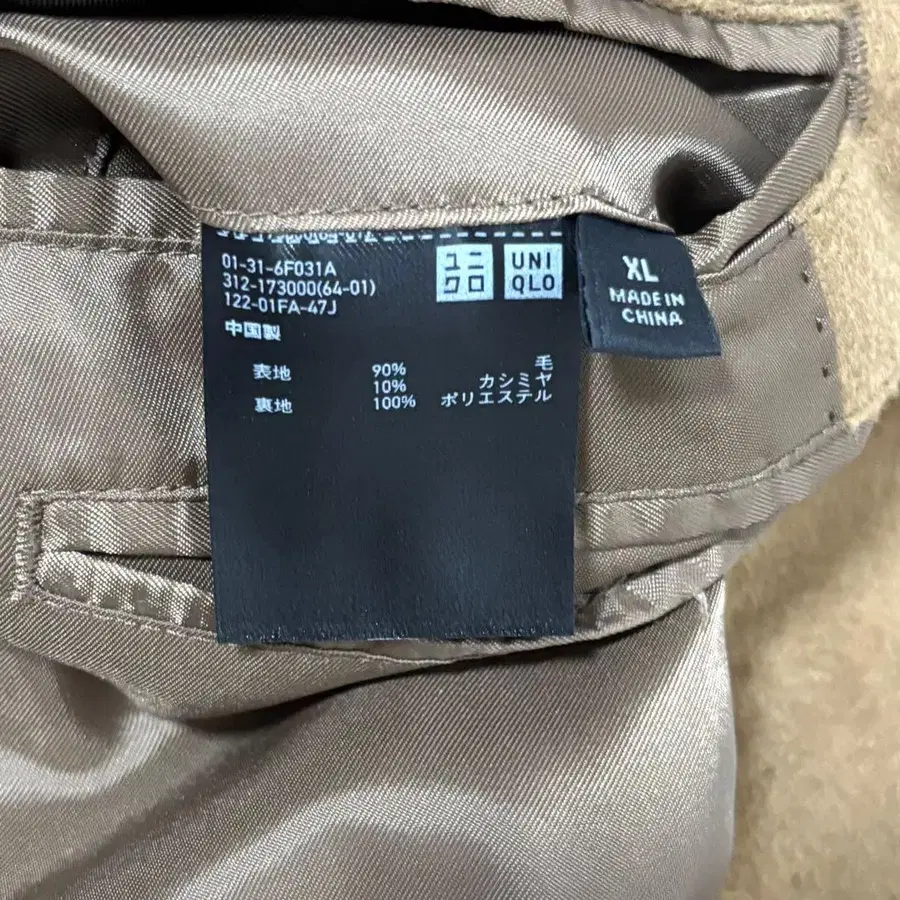 01-31-6F031A
312-173000(64-01)
122-01FA-47J
中国製
ユニ
クロ
UNI
QLO
XL
MADE IN
CHINA
表地 90% 毛
10% カシミヤ
裏地 100% ポリエステル